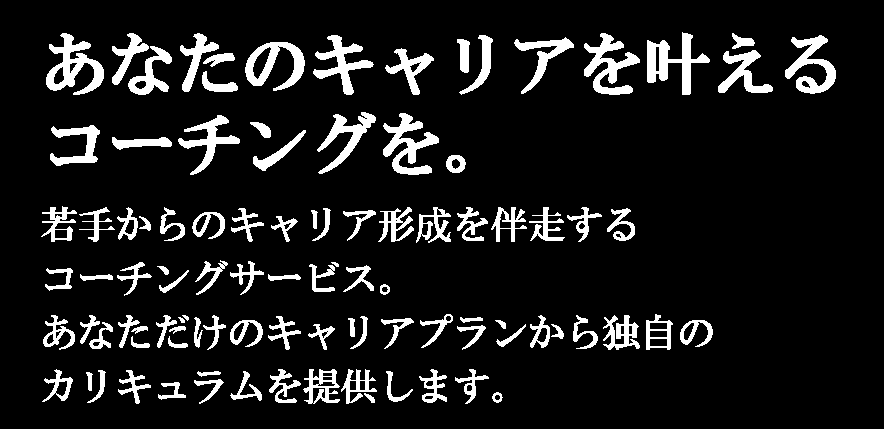 あなたのキャリアを叶える
コーチングを。
若手からのキャリア形成を伴走する
コーチングサービス。
あなただけのキャリアプランから独自の
カリキュラムを提供します。